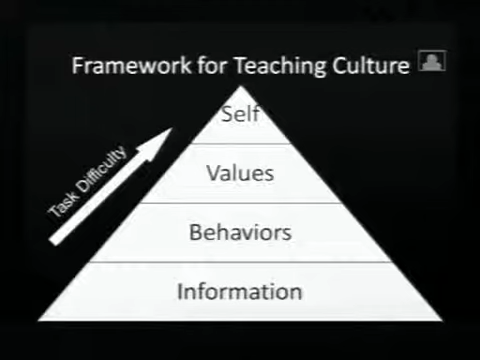 Framework for Teaching Culture
Self
Values
Behaviors
Information
Task Difficulty